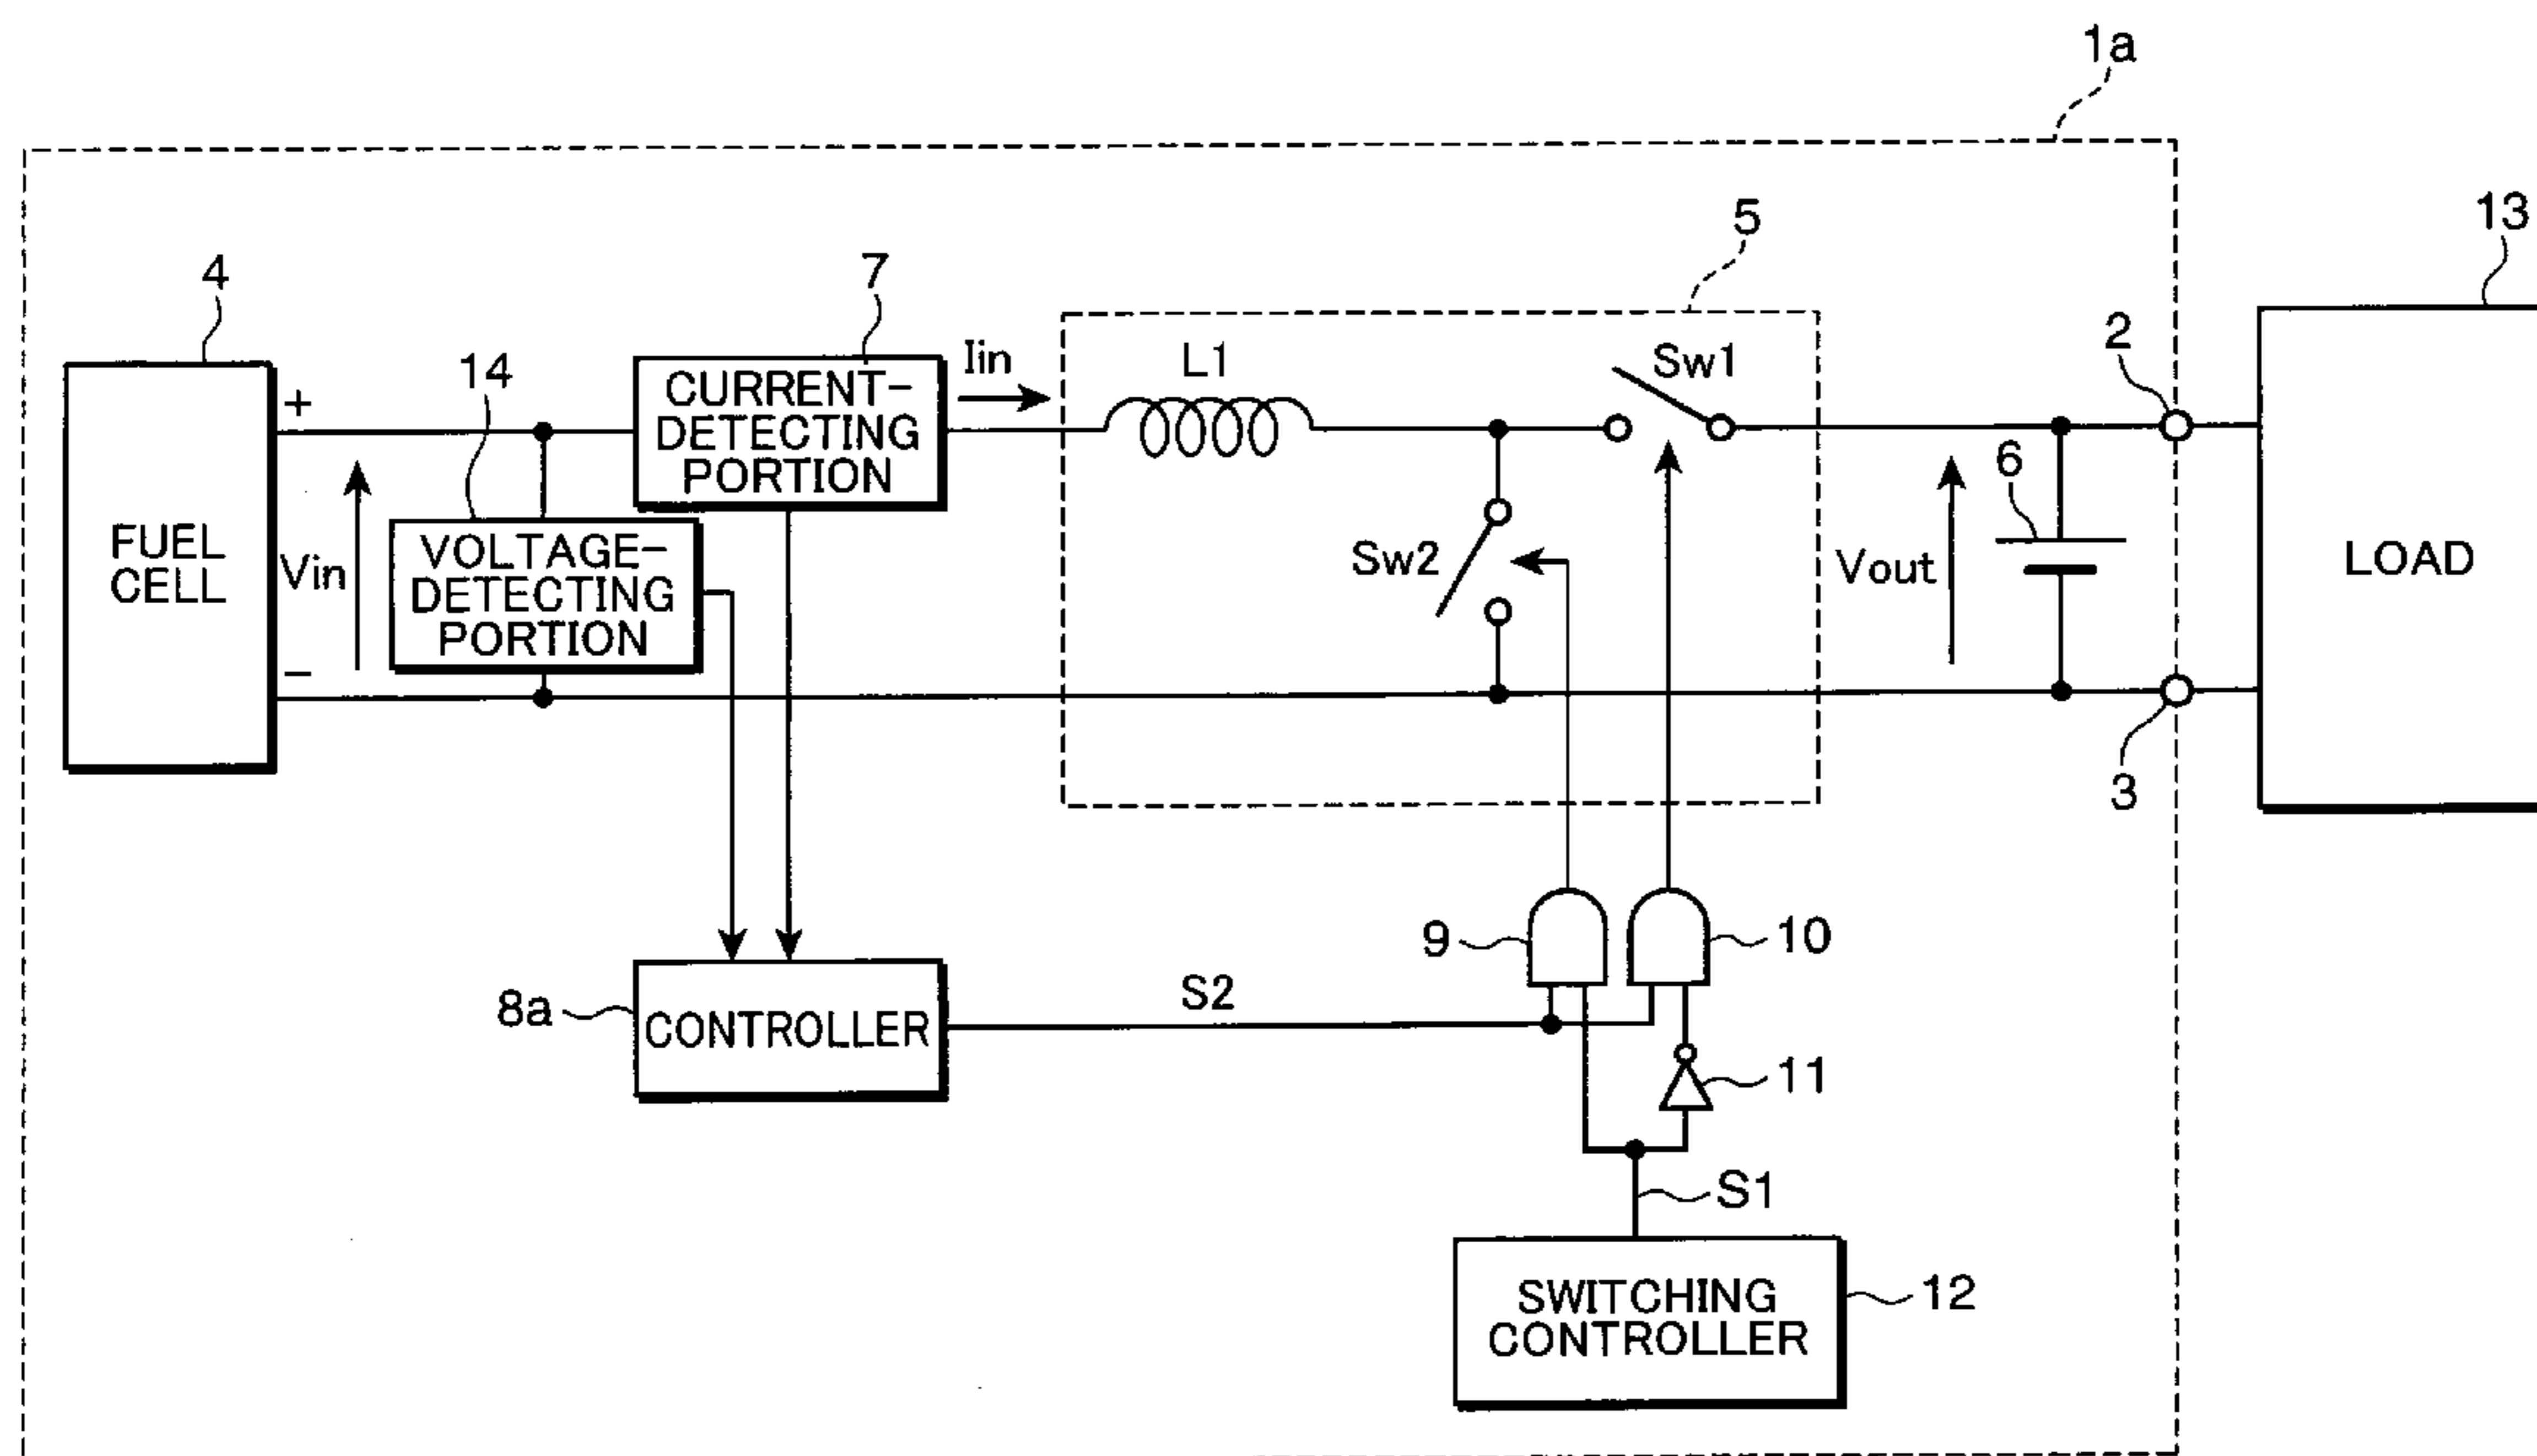 1a
13
5
4
7
2
14
Iin
L1
Sw1
+
CURRENT-
DETECTING
PORTION
6
FUEL
CELL
Vin
VOLTAGE-
DETECTING
PORTION
Sw2
Vout
LOAD
−
3
9
10
8a
CONTROLLER
S2
11
S1
SWITCHING
CONTROLLER
12